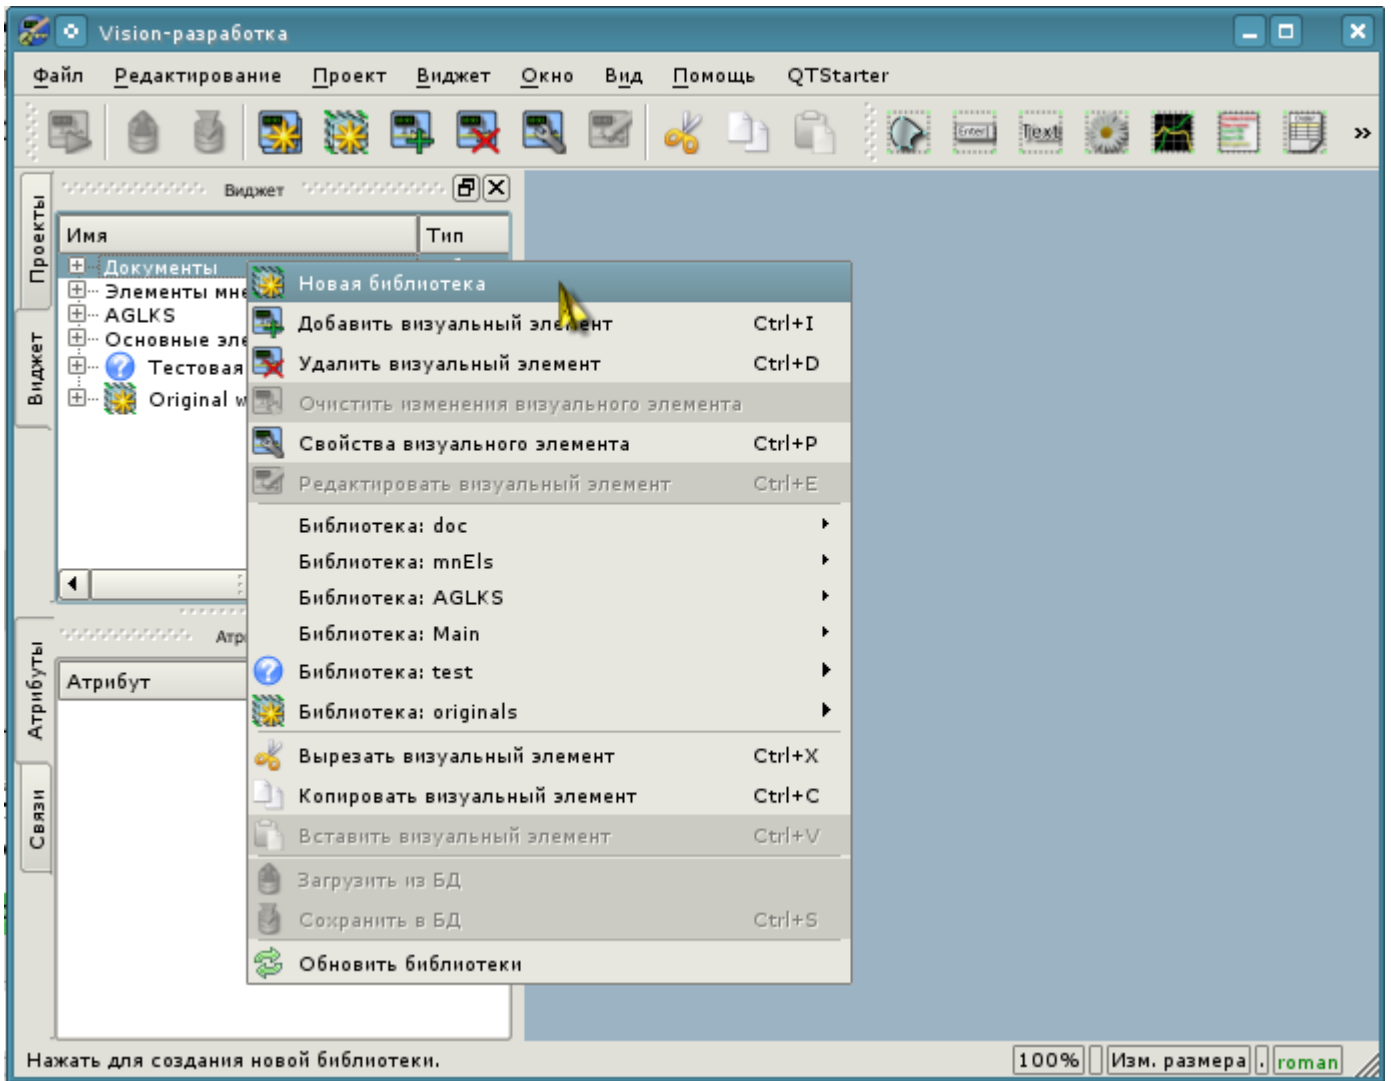 Vision-разработка
Файл Редактирование Проект Виджет Окно Вид Помощь QTStarter
Enter Text »
Проекты
Виджет
Виджет
Имя Тип
Документы
Элементы мне
AGLKS
Основные эле
Тестовая
Original w
Новая библиотека
Добавить визуальный элемент Ctrl+I
Удалить визуальный элемент Ctrl+D
Очистить изменения визуального элемента
Свойства визуального элемента Ctrl+P
Редактировать визуальный элемент Ctrl+E
Библиотека: doc
Библиотека: mnEls
Библиотека: AGLKS
Библиотека: Main
Библиотека: test
Библиотека: originals
Вырезать визуальный элемент Ctrl+X
Копировать визуальный элемент Ctrl+C
Вставить визуальный элемент Ctrl+V
Загрузить из БД
Сохранить в БД Ctrl+S
Обновить библиотеки
Атрибуты
Связи
Атр
Атрибут
Нажать для создания новой библиотеки.
100% Изм. размера . roman